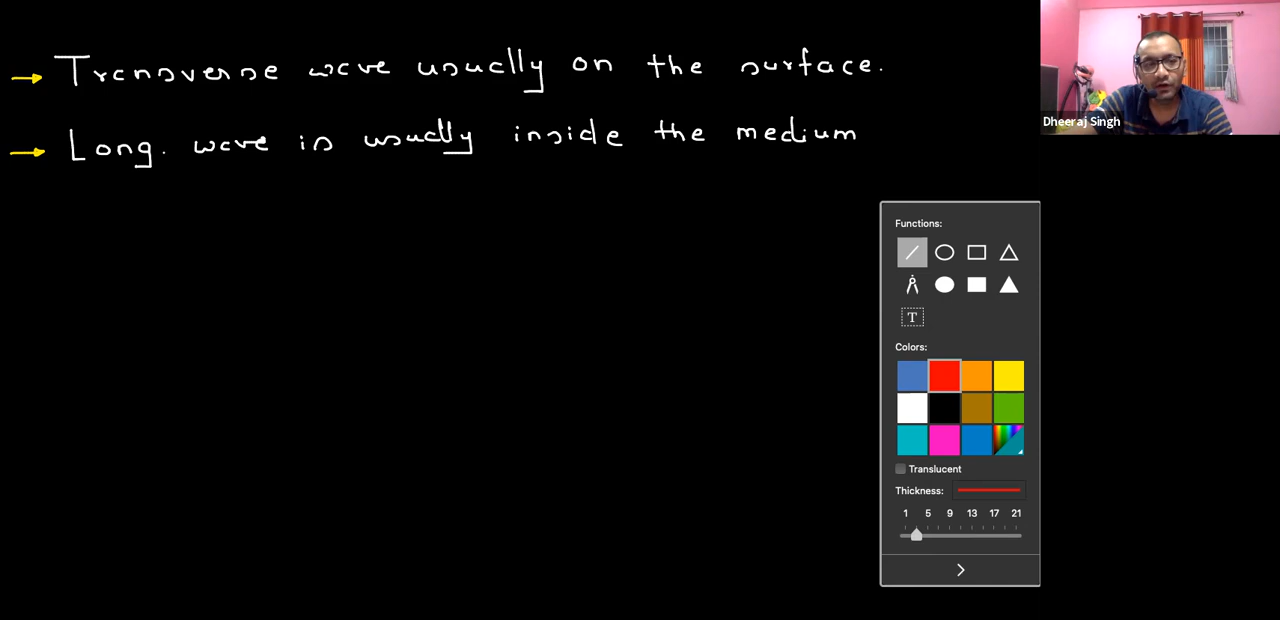 → Transverse wave usually on the surface.
→ Long. wave is usually inside the medium
Dheeraj Singh
Functions:
T
Colors:
Translucent
Thickness:
1 5 9 13 17 21